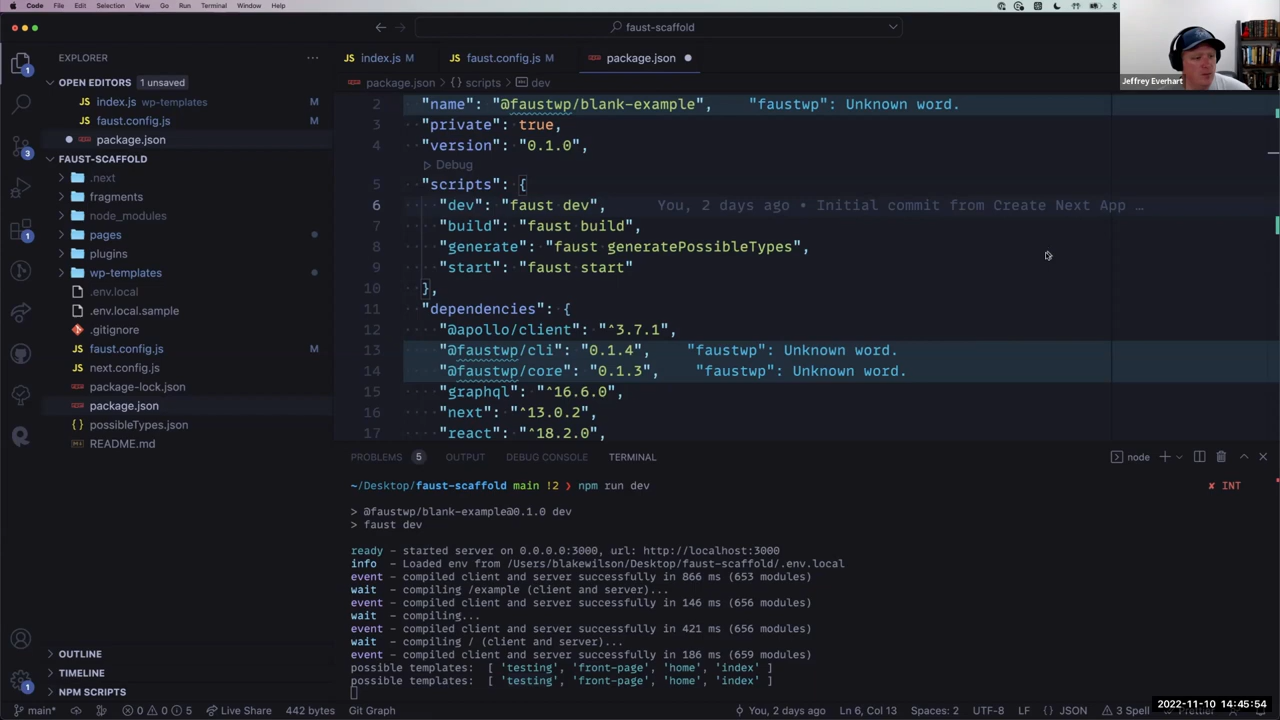 Code File Edit Selection View Go Run Terminal Window Help
faust-scaffold
EXPLORER
index.js M
faust.config.js M
package.json
OPEN EDITORS 1 unsaved
package.json > {} scripts > dev
index.js wp-templates M
faust.config.js M
package.json
FAUST-SCAFFOLD
.next
fragments
node_modules
pages
plugins
wp-templates
.env.local
.env.local.sample
.gitignore
faust.config.js M
next.config.js
package-lock.json
package.json
possibleTypes.json
README.md
OUTLINE
TIMELINE
NPM SCRIPTS
2 "name": "@faustwp/blank-example", "faustwp": Unknown word.
3 "private": true,
4 "version": "0.1.0",
Debug
5 "scripts": {
6 "dev": "faust dev", You, 2 days ago • Initial commit from Create Next App …
7 "build": "faust build",
8 "generate": "faust generatePossibleTypes",
9 "start": "faust start"
10 },
11 "dependencies": {
12 "@apollo/client": "^3.7.1",
13 "@faustwp/cli": "0.1.4", "faustwp": Unknown word.
14 "@faustwp/core": "0.1.3", "faustwp": Unknown word.
15 "graphql": "^16.6.0",
16 "next": "^13.0.2",
17 "react": "^18.2.0",
PROBLEMS 5 OUTPUT DEBUG CONSOLE TERMINAL
node
~/Desktop/faust-scaffold main !2 ❯ npm run dev
✘ INT
> @faustwp/blank-example@0.1.0 dev
> faust dev
ready - started server on 0.0.0.0:3000, url: http://localhost:3000
info - Loaded env from /Users/blakewilson/Desktop/faust-scaffold/.env.local
event - compiled client and server successfully in 866 ms (653 modules)
wait - compiling /example (client and server)...
event - compiled client and server successfully in 146 ms (656 modules)
wait - compiling...
event - compiled client and server successfully in 421 ms (656 modules)
wait - compiling / (client and server)...
event - compiled client and server successfully in 186 ms (659 modules)
possible templates: [ 'testing', 'front-page', 'home', 'index' ]
possible templates: [ 'testing', 'front-page', 'home', 'index' ]
main* 0 0 5 Live Share 442 bytes Git Graph You, 2 days ago Ln 6, Col 13 Spaces: 2 UTF-8 LF {} JSON 3 Spell
Jeffrey Everhart
2022-11-10 14:45:54
1
3
1
1